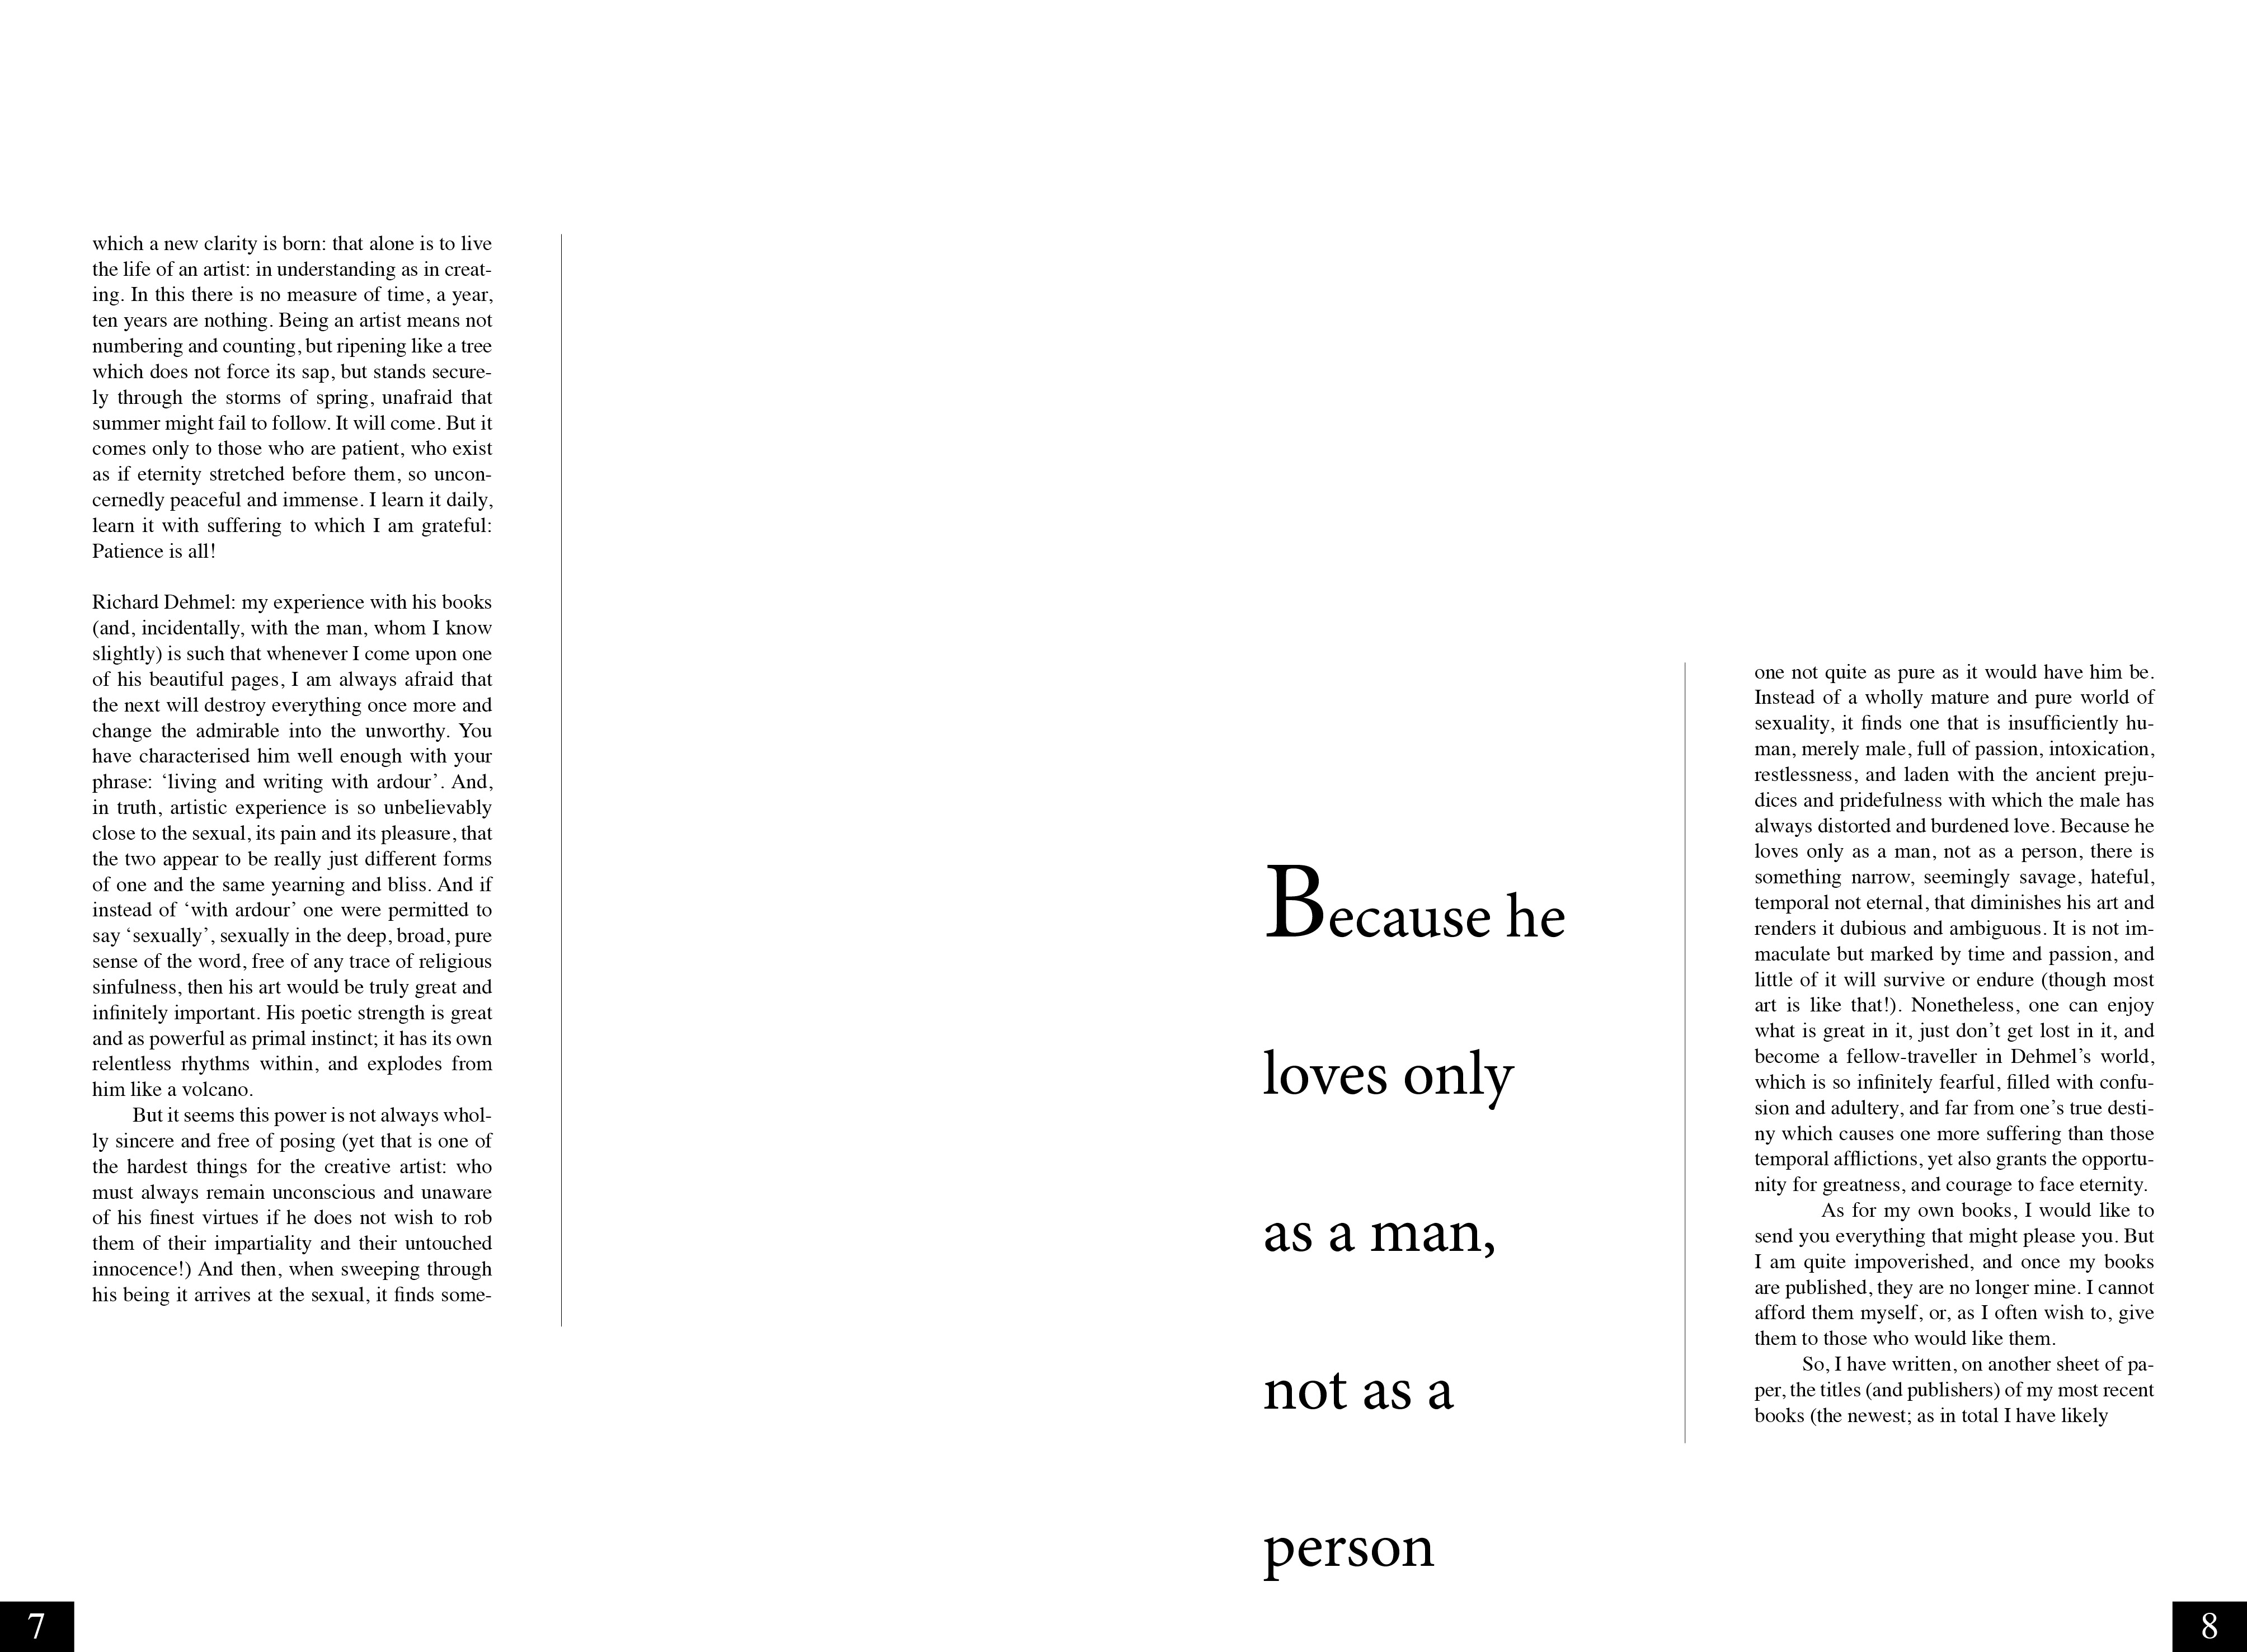 which a new clarity is born: that alone is to live
the life of an artist: in understanding as in creat-
ing. In this there is no measure of time, a year,
ten years are nothing. Being an artist means not
numbering and counting, but ripening like a tree
which does not force its sap, but stands secure-
ly through the storms of spring, unafraid that
summer might fail to follow. It will come. But it
comes only to those who are patient, who exist
as if eternity stretched before them, so uncon-
cernedly peaceful and immense. I learn it daily,
learn it with suffering to which I am grateful:
Patience is all!
Richard Dehmel: my experience with his books
(and, incidentally, with the man, whom I know
slightly) is such that whenever I come upon one
of his beautiful pages, I am always afraid that
the next will destroy everything once more and
change the admirable into the unworthy. You
have characterised him well enough with your
phrase: ‘living and writing with ardour’. And,
in truth, artistic experience is so unbelievably
close to the sexual, its pain and its pleasure, that
the two appear to be really just different forms
of one and the same yearning and bliss. And if
instead of ‘with ardour’ one were permitted to
say ‘sexually’, sexually in the deep, broad, pure
sense of the word, free of any trace of religious
sinfulness, then his art would be truly great and
infinitely important. His poetic strength is great
and as powerful as primal instinct; it has its own
relentless rhythms within, and explodes from
him like a volcano.
But it seems this power is not always whol-
ly sincere and free of posing (yet that is one of
the hardest things for the creative artist: who
must always remain unconscious and unaware
of his finest virtues if he does not wish to rob
them of their impartiality and their untouched
innocence!) And then, when sweeping through
his being it arrives at the sexual, it finds some-
7
Because he
loves only
as a man,
not as a
person
one not quite as pure as it would have him be.
Instead of a wholly mature and pure world of
sexuality, it finds one that is insufficiently hu-
man, merely male, full of passion, intoxication,
restlessness, and laden with the ancient preju-
dices and pridefulness with which the male has
always distorted and burdened love. Because he
loves only as a man, not as a person, there is
something narrow, seemingly savage, hateful,
temporal not eternal, that diminishes his art and
renders it dubious and ambiguous. It is not im-
maculate but marked by time and passion, and
little of it will survive or endure (though most
art is like that!). Nonetheless, one can enjoy
what is great in it, just don’t get lost in it, and
become a fellow-traveller in Dehmel’s world,
which is so infinitely fearful, filled with confu-
sion and adultery, and far from one’s true desti-
ny which causes one more suffering than those
temporal afflictions, yet also grants the opportu-
nity for greatness, and courage to face eternity.
As for my own books, I would like to
send you everything that might please you. But
I am quite impoverished, and once my books
are published, they are no longer mine. I cannot
afford them myself, or, as I often wish to, give
them to those who would like them.
So, I have written, on another sheet of pa-
per, the titles (and publishers) of my most recent
books (the newest; as in total I have likely
8